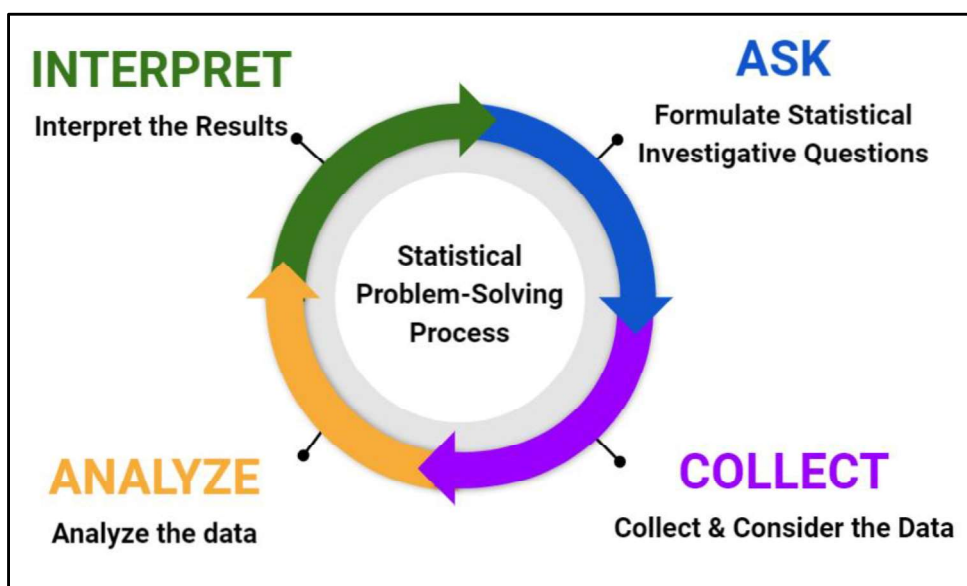 INTERPRET
Interpret the Results
ASK
Formulate Statistical
Investigative Questions
Statistical
Problem-Solving
Process
ANALYZE
Analyze the data
COLLECT
Collect & Consider the Data